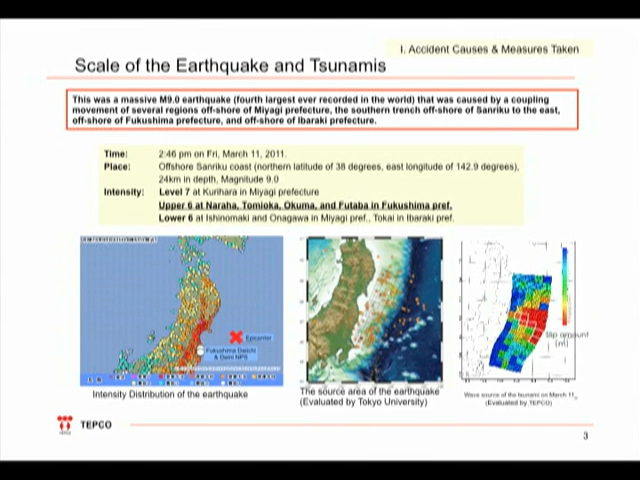 I. Accident Causes & Measures Taken
Scale of the Earthquake and Tsunamis
This was a massive M9.0 earthquake (fourth largest ever recorded in the world) that was caused by a coupling
movement of several regions off-shore of Miyagi prefecture, the southern trench off-shore of Sanriku to the east,
off-shore of Fukushima prefecture, and off-shore of Ibaraki prefecture.
Time: 2:46 pm on Fri, March 11, 2011.
Place: Offshore Sanriku coast (northern latitude of 38 degrees, east longitude of 142.9 degrees),
24km in depth, Magnitude 9.0
Intensity: Level 7 at Kurihara in Miyagi prefecture
Upper 6 at Naraha, Tomioka, Okuma, and Futaba in Fukushima pref.
Lower 6 at Ishinomaki and Onagawa in Miyagi pref., Tokai in Ibaraki pref.
Epicenter
Fukushima Daiichi
& Daini NPS
Slip amount
[m]
Intensity Distribution of the earthquake
The source area of the earthquake
(Evaluated by Tokyo University)
Wave source of the tsunami on March 11
(Evaluated by TEPCO)
TEPCO
TEPCO
3